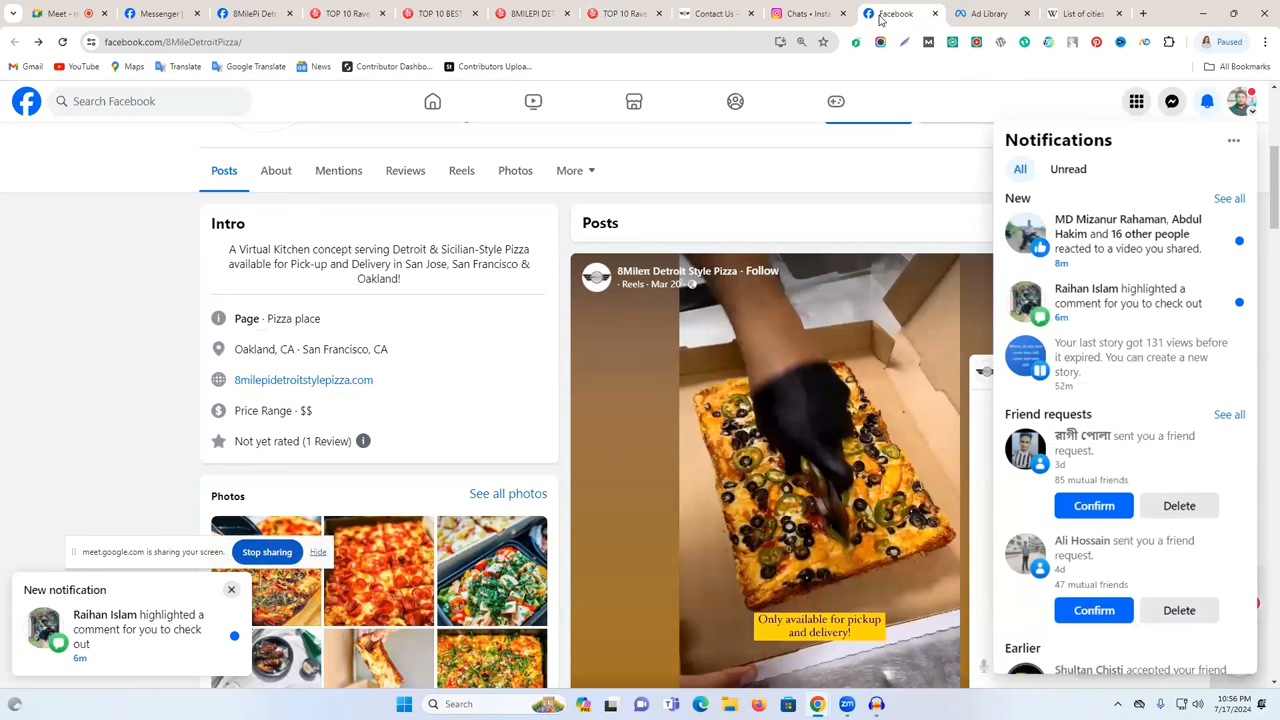 Meet -
Messenge
8MilePi Det
TOP 10 Rave
TOP 10 BEST
8MILEPI DET
TOP 10 Rave
Contact Us -
Chats • Inst
Facebook
Ad Library
List of cities
facebook.com/8MileDetroitPizza/
Paused
Gmail
YouTube
Maps
Translate
Google Translate
News
Contributor Dashbo...
Contributors Uploa...
All Bookmarks
Search Facebook
Posts
About
Mentions
Reviews
Reels
Photos
More
Intro
A Virtual Kitchen concept serving Detroit & Sicilian-Style Pizza
available for Pick-up and Delivery in San Jose, San Francisco &
Oakland!
Page · Pizza place
Oakland, CA · San Francisco, CA
8milepidetroitstylepizza.com
Price Range · $$
Not yet rated (1 Review)
Photos
See all photos
Posts
8Mileπ Detroit Style Pizza · Follow
· Reels · Mar 20 ·
Only available for pickup
and delivery!
Notifications
All
Unread
New
See all
MD Mizanur Rahaman, Abdul
Hakim and 16 other people
reacted to a video you shared.
8m
Raihan Islam highlighted a
comment for you to check out
6m
Your last story got 131 views before
it expired. You can create a new
story.
52m
Friend requests
See all
রাগী পোলা sent you a friend
request.
3d
85 mutual friends
Confirm
Delete
Ali Hossain sent you a friend
request.
4d
47 mutual friends
Confirm
Delete
Earlier
Shultan Chisti accepted your friend
meet.google.com is sharing your screen.
Stop sharing
Hide
New notification
Raihan Islam highlighted a
comment for you to check
out
6m
Search
10:56 PM
7/17/2024